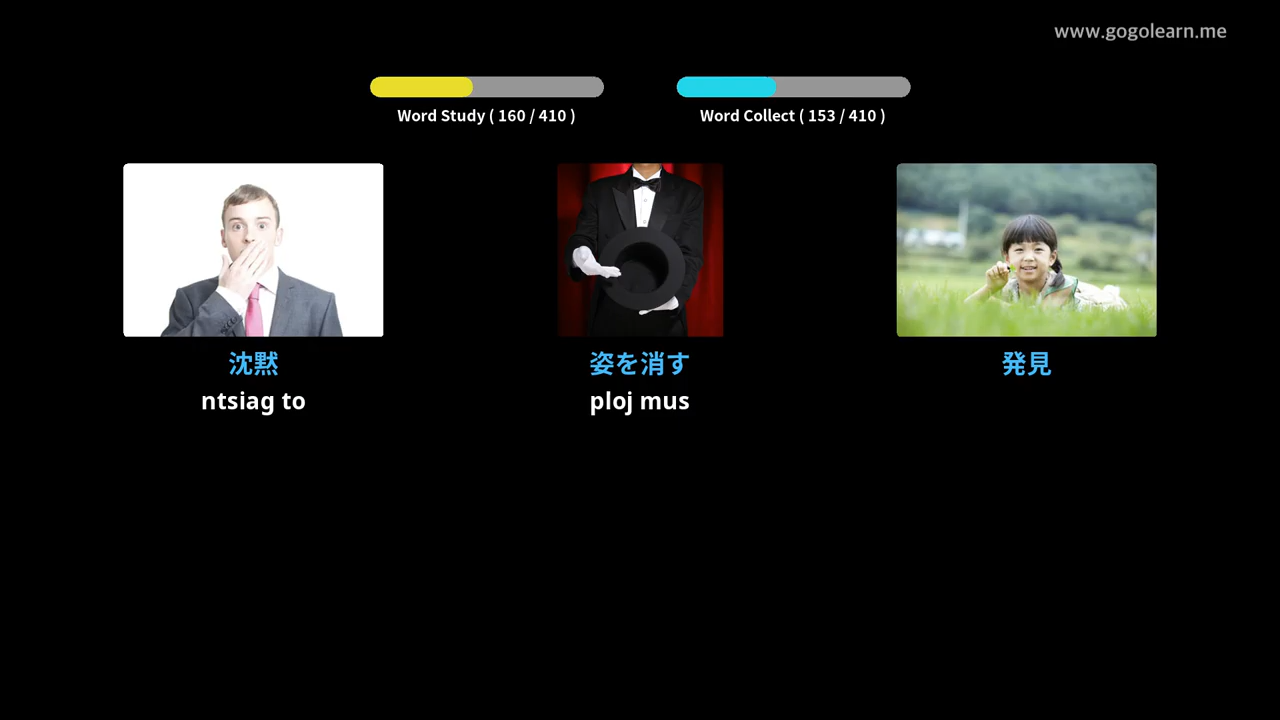 www.gogolearn.me
Word Study ( 160 / 410 )
Word Collect ( 153 / 410 )
沈黙
ntsiag to
姿を消す
ploj mus
発見